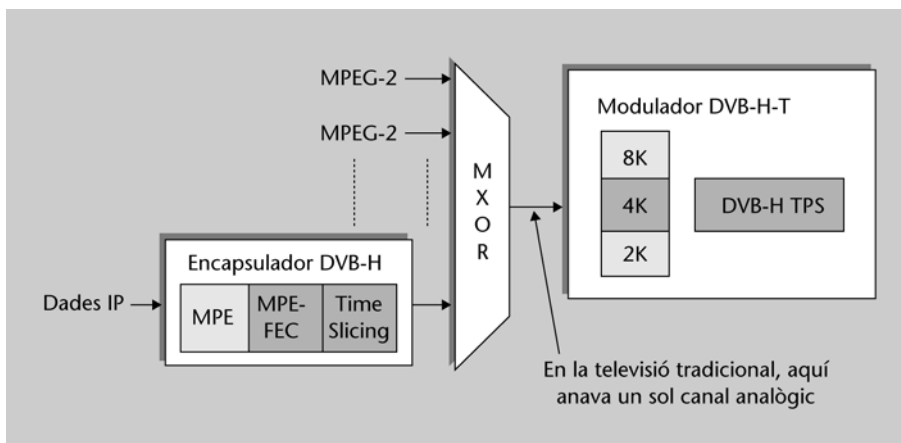 MPEG-2
MPEG-2
M
X
O
R
Modulador DVB-H-T
8K
4K
2K
DVB-H TPS
Encapsulador DVB-H
Dades IP
MPE
MPE-
FEC
Time
Slicing
En la televisió tradicional, aquí
anava un sol canal analògic